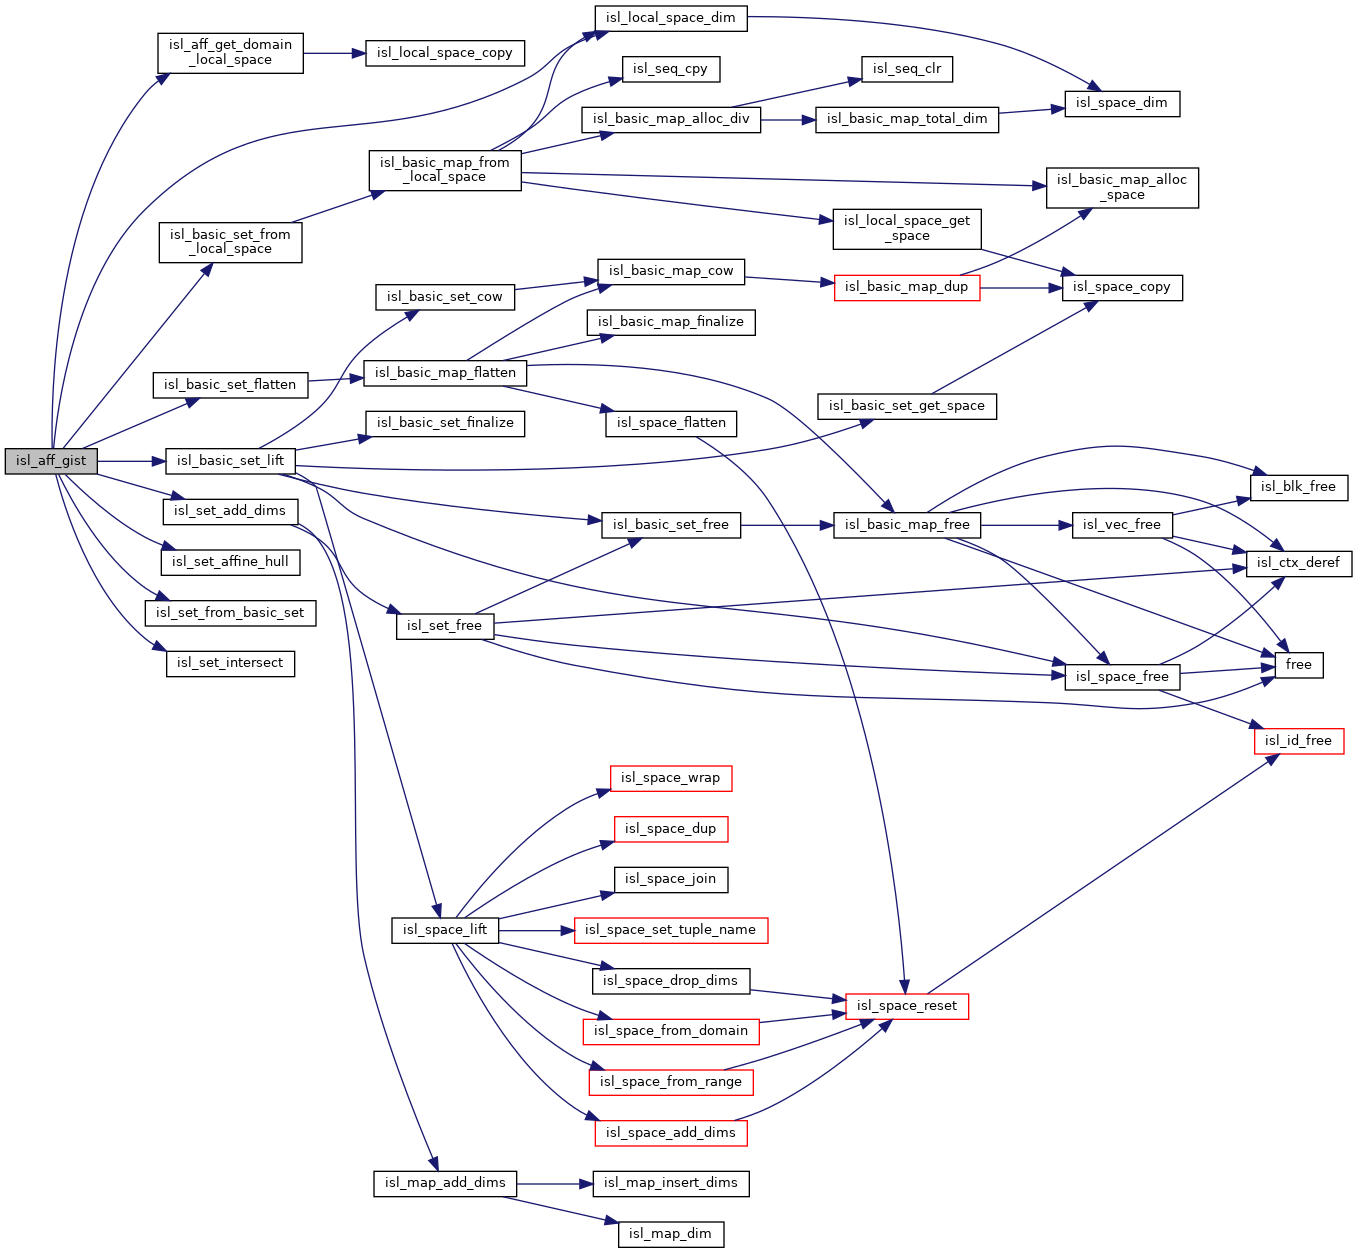 isl_local_space_dim
isl_aff_get_domain
_local_space
isl_local_space_copy
isl_seq_cpy
isl_seq_clr
isl_space_dim
isl_basic_map_alloc_div
isl_basic_map_total_dim
isl_basic_map_from
_local_space
isl_basic_map_alloc
_space
isl_basic_set_from
_local_space
isl_local_space_get
_space
isl_basic_map_cow
isl_basic_map_dup
isl_space_copy
isl_basic_set_cow
isl_basic_map_finalize
isl_basic_map_flatten
isl_basic_set_flatten
isl_basic_set_get_space
isl_basic_set_finalize
isl_space_flatten
isl_aff_gist
isl_basic_set_lift
isl_blk_free
isl_set_add_dims
isl_basic_set_free
isl_basic_map_free
isl_vec_free
isl_set_affine_hull
isl_ctx_deref
isl_set_from_basic_set
isl_set_free
isl_set_intersect
free
isl_space_free
isl_id_free
isl_space_wrap
isl_space_dup
isl_space_join
isl_space_lift
isl_space_set_tuple_name
isl_space_drop_dims
isl_space_reset
isl_space_from_domain
isl_space_from_range
isl_space_add_dims
isl_map_add_dims
isl_map_insert_dims
isl_map_dim